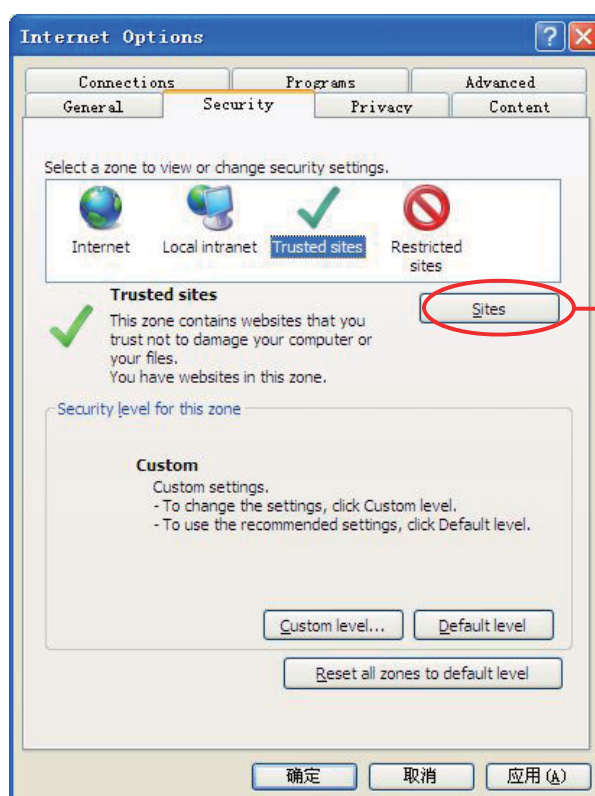 Internet Options
Connections Programs Advanced
General Security Privacy Content
Select a zone to view or change security settings.
Internet Local intranet Trusted sites Restricted
sites
Trusted sites
Sites
This zone contains websites that you
trust not to damage your computer or
your files.
You have websites in this zone.
Security level for this zone
Custom
Custom settings.
- To change the settings, click Custom level.
- To use the recommended settings, click Default level.
Custom level... Default level
Reset all zones to default level
确定 取消 应用(A)